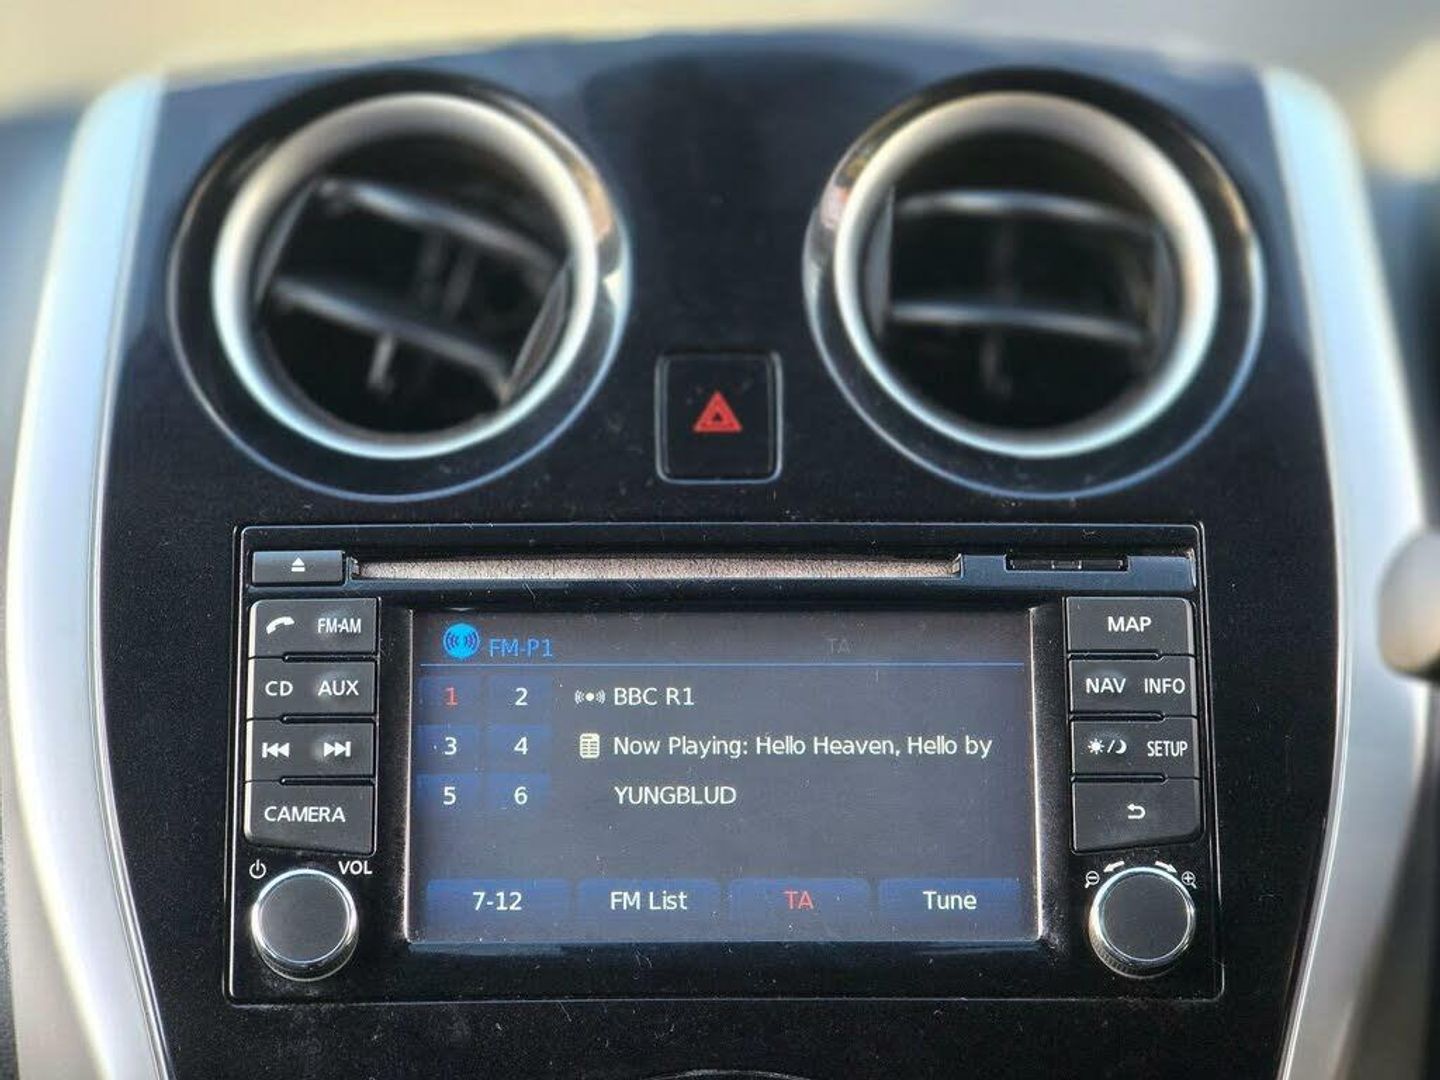 FM-AM
CD AUX
CAMERA
VOL
FM-P1 TA
1 2 BBC R1
3 4 Now Playing: Hello Heaven, Hello by
5 6 YUNGBLUD
7-12 FM List TA Tune
MAP
NAV INFO
SETUP